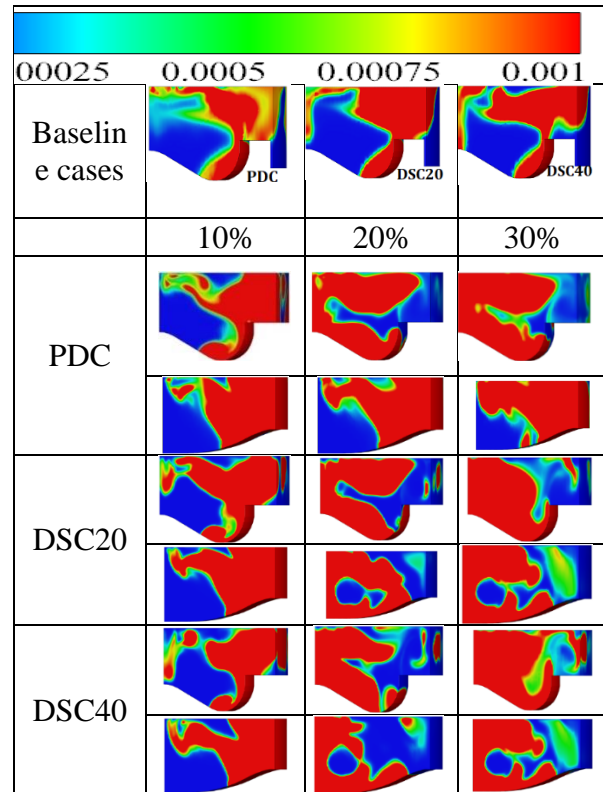 00025 0.0005 0.00075 0.001
Baselin
e cases
PDC DSC20 DSC40
10% 20% 30%
PDC
DSC20
DSC40